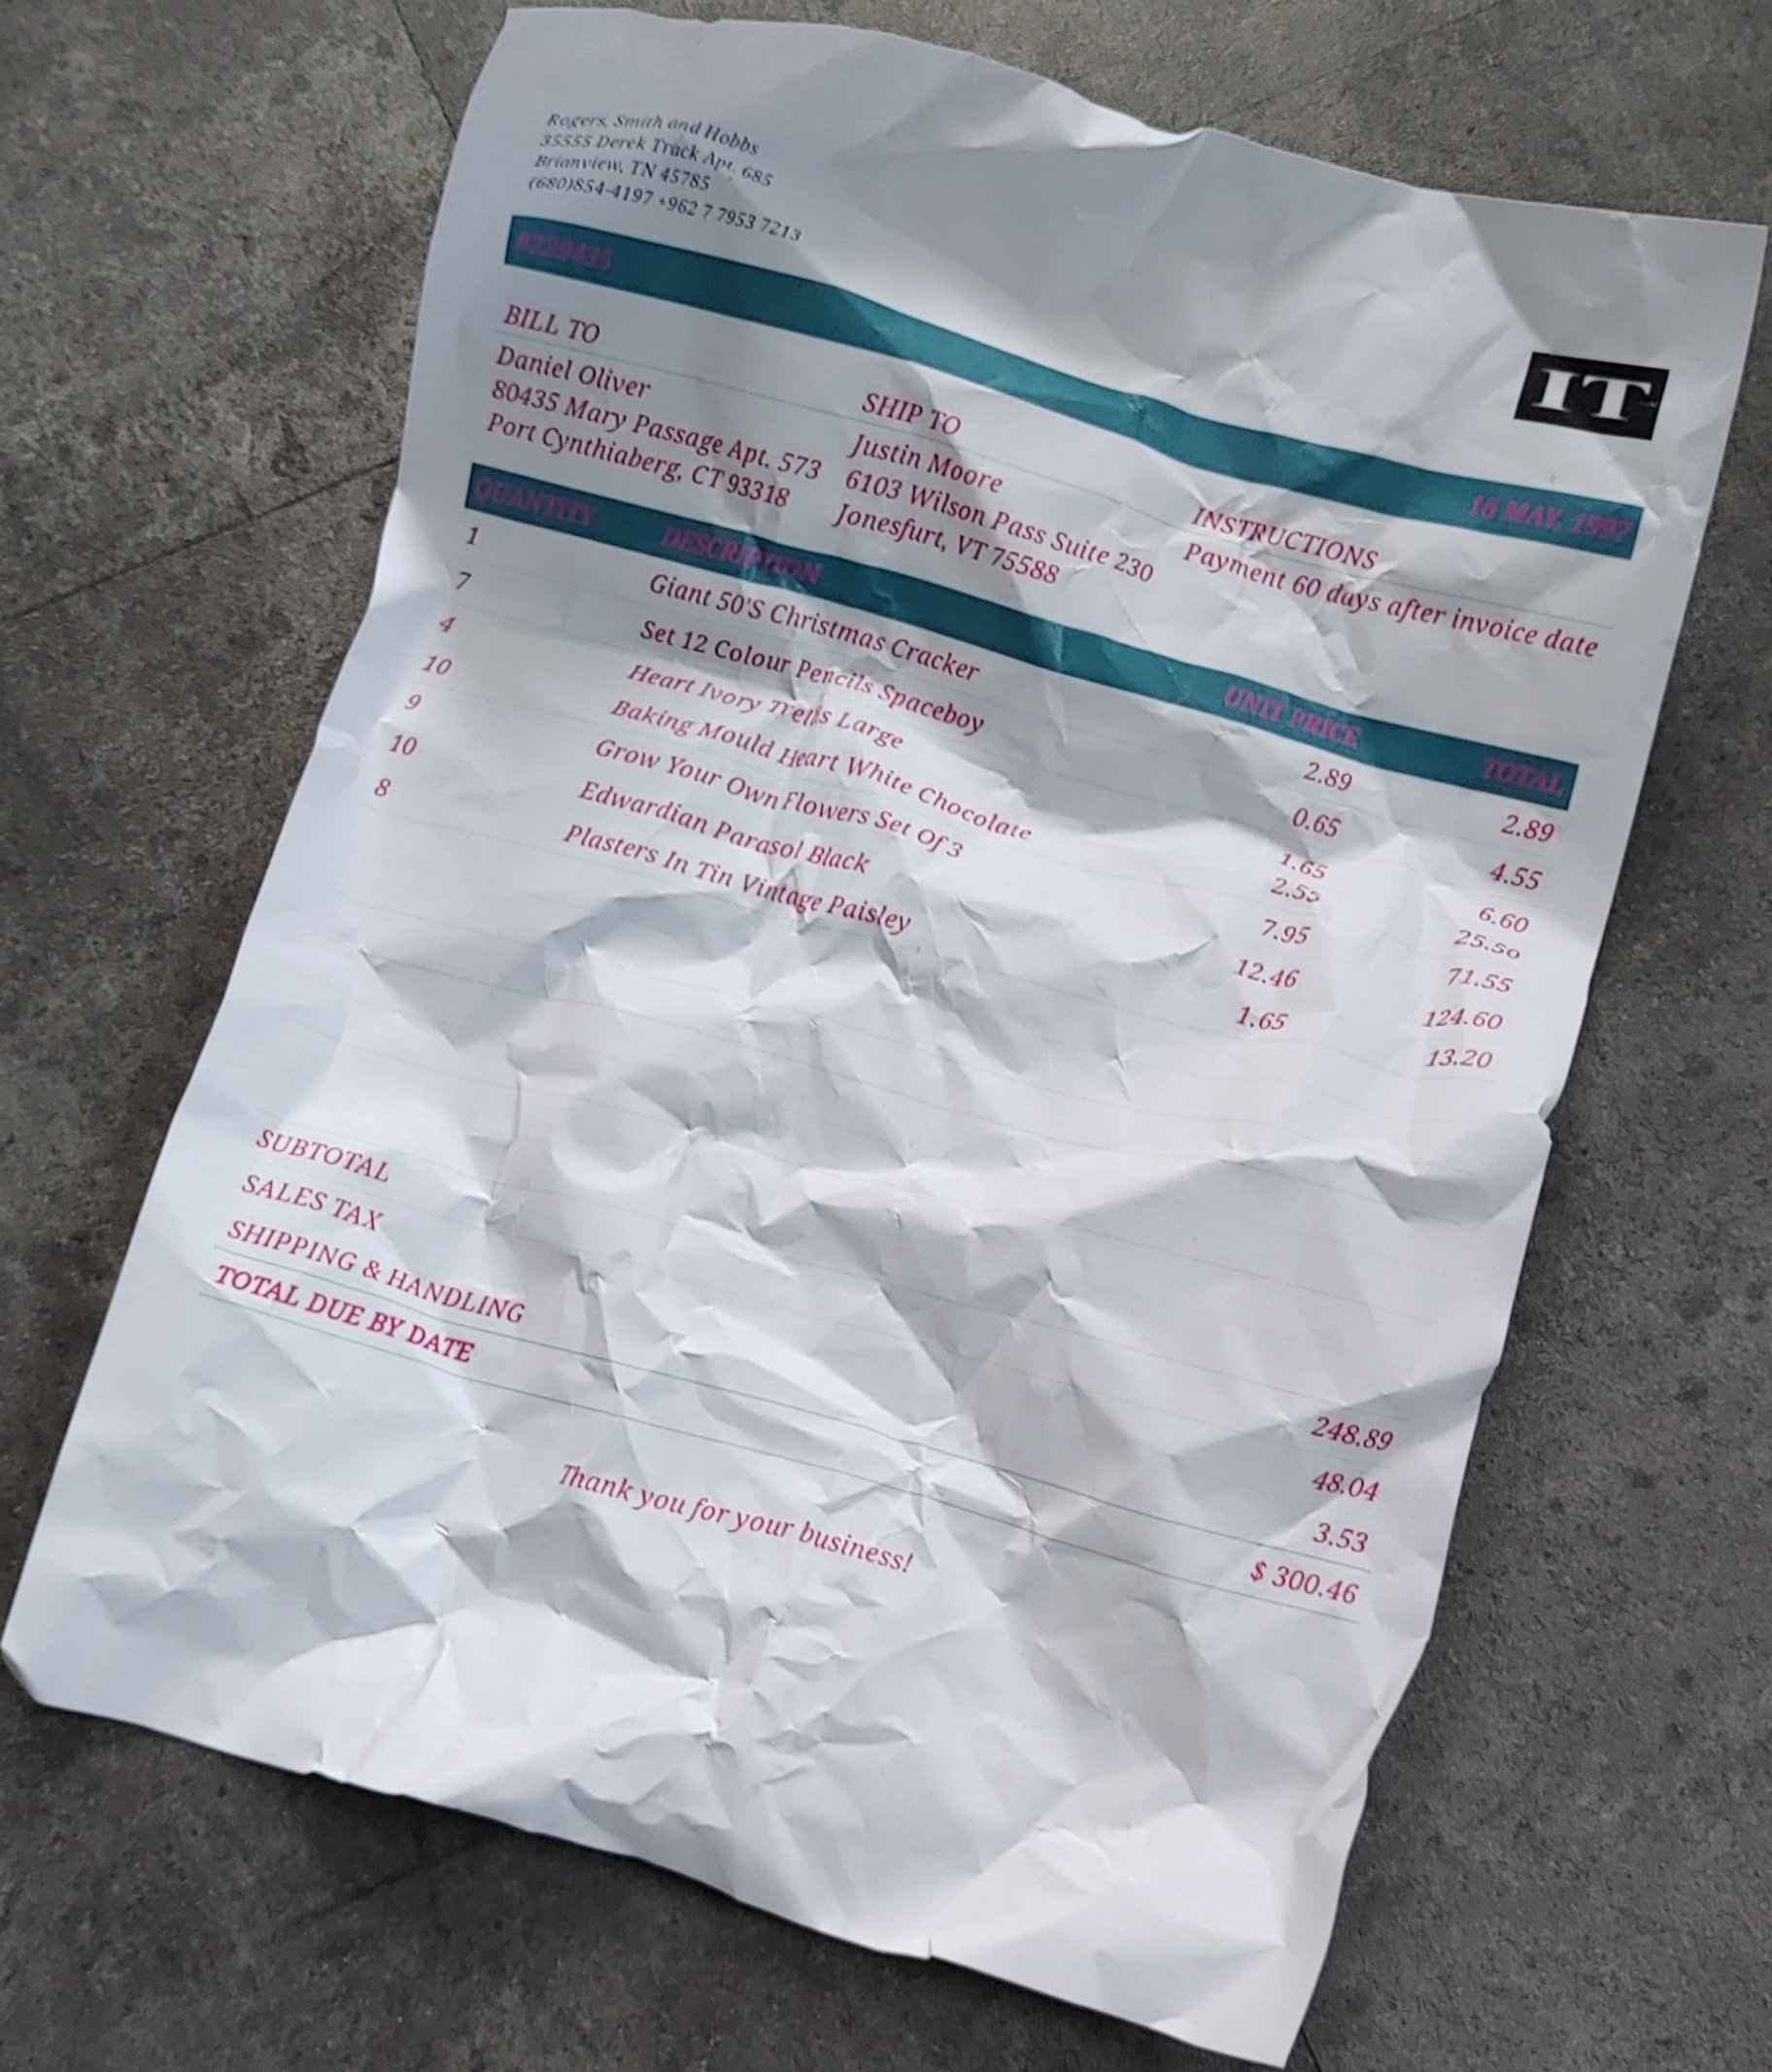 Rogers, Smith and Hobbs
35555 Derek Track Apt. 685
Brianview, TN 45785
(680)854-4197 +962 7 7953 7213
IT
#229435 16 MAY, 1997
BILL TO
Daniel Oliver
80435 Mary Passage Apt. 573
Port Cynthiaberg, CT 93318
SHIP TO
Justin Moore
6103 Wilson Pass Suite 230
Jonesfurt, VT 75588
INSTRUCTIONS
Payment 60 days after invoice date
QUANTITY DESCRIPTION UNIT PRICE TOTAL
1 Giant 50'S Christmas Cracker 2.89 2.89
7 Set 12 Colour Pencils Spaceboy 0.65 4.55
4 Heart Ivory Trellis Large 1.65 6.60
10 Baking Mould Heart White Chocolate 2.55 25.50
9 Grow Your Own Flowers Set Of 3 7.95 71.55
10 Edwardian Parasol Black 12.46 124.60
8 Plasters In Tin Vintage Paisley 1.65 13.20
SUBTOTAL 248.89
SALES TAX 48.04
SHIPPING & HANDLING 3.53
TOTAL DUE BY DATE $ 300.46
Thank you for your business!